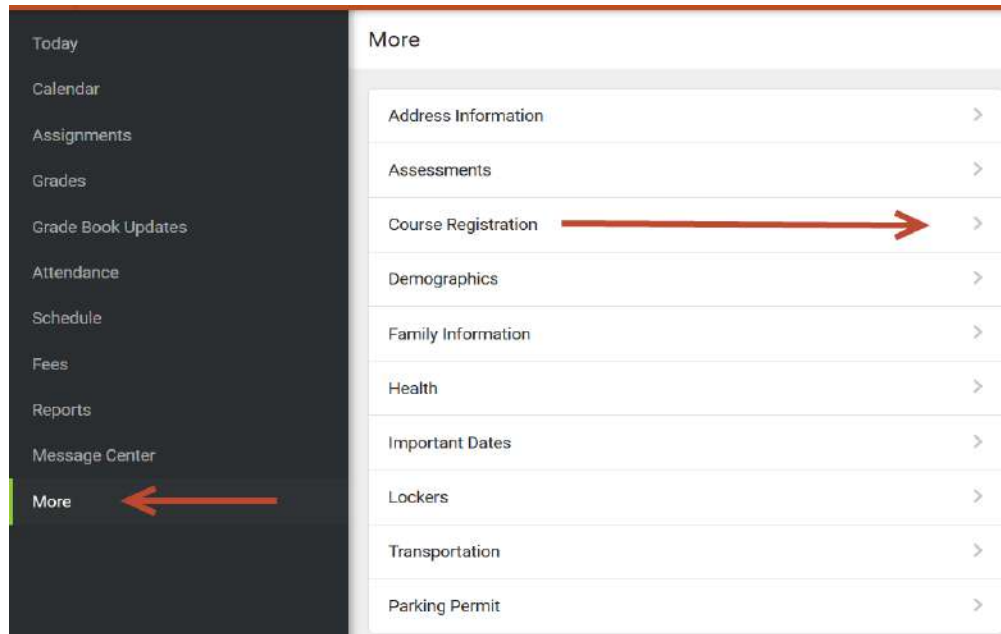 Today
Calendar
Assignments
Grades
Grade Book Updates
Attendance
Schedule
Fees
Reports
Message Center
More
More
Address Information
Assessments
Course Registration
Demographics
Family Information
Health
Important Dates
Lockers
Transportation
Parking Permit